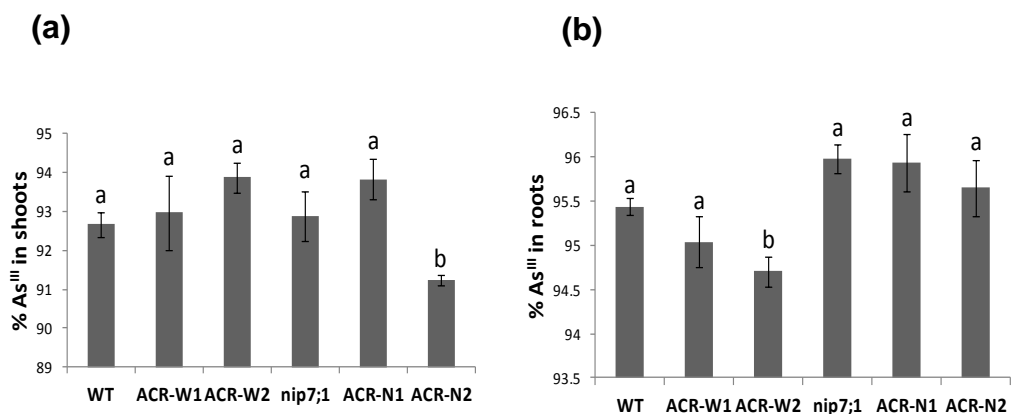 (a)
% As^III in shoots
95
94
93
92
91
90
89
a
a
a
a
a
b
WT ACR-W1 ACR-W2 nip7;1 ACR-N1 ACR-N2
(b)
% As^III in roots
96.5
96
95.5
95
94.5
94
93.5
a
a
b
a
a
a
WT ACR-W1 ACR-W2 nip7;1 ACR-N1 ACR-N2